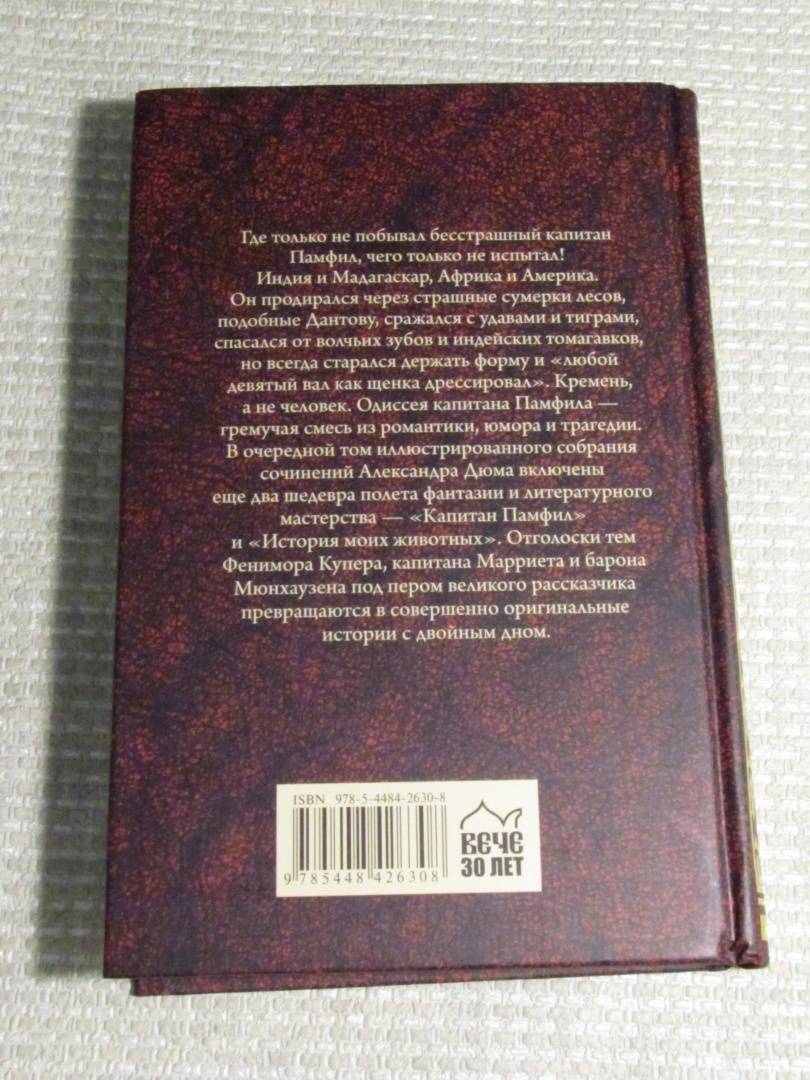 Где только не побывал бесстрашный капитан
Памфил, чего только не испытал!
Индия и Мадагаскар, Африка и Америка.
Он продирался через страшные сумерки лесов,
подобные Дантову, сражался с удавами и тиграми,
спасался от волчьих зубов и индейских томагавков,
но всегда старался держать форму и «любой
девятый вал как щенка дрессировал». Кремень,
а не человек. Одиссея капитана Памфила —
гремучая смесь из романтики, юмора и трагедии.
В очередной том иллюстрированного собрания
сочинений Александра Дюма включены
еще два шедевра полета фантазии и литературного
мастерства — «Капитан Памфил»
и «История моих животных». Отголоски тем
Фенимора Купера, капитана Марриета и барона
Мюнхаузена под пером великого рассказчика
превращаются в совершенно оригинальные
истории с двойным дном.
ISBN 978-5-4484-2630-8
ВЕЧЕ
30 ЛЕТ
9 785448 426308